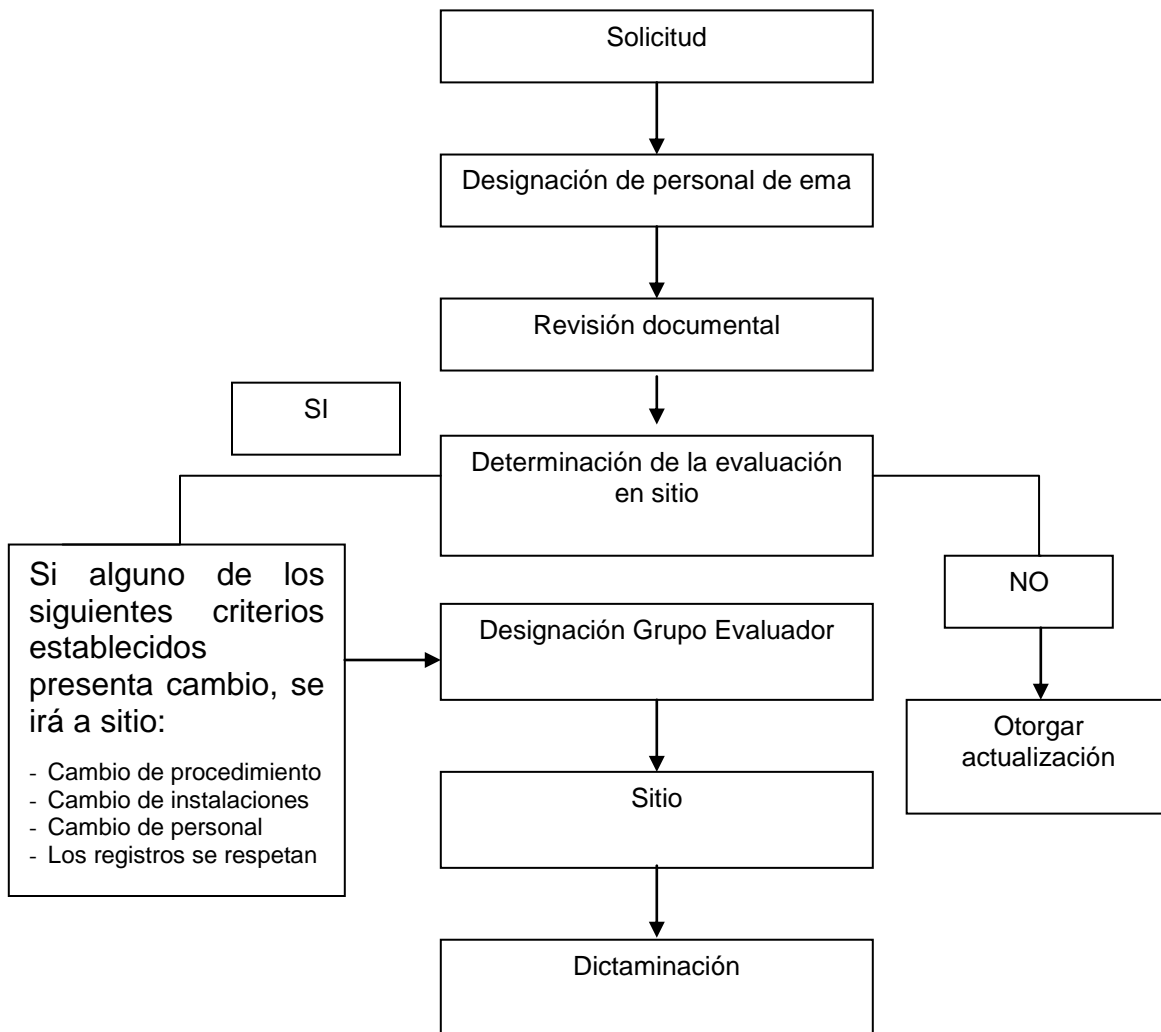 Solicitud
Designación de personal de ema
Revisión documental
SI
Determinación de la evaluación
en sitio
Si alguno de los
siguientes criterios
establecidos
presenta cambio, se
irá a sitio:
- Cambio de procedimiento
- Cambio de instalaciones
- Cambio de personal
- Los registros se respetan
NO
Designación Grupo Evaluador
Otorgar
actualización
Sitio
Dictaminación